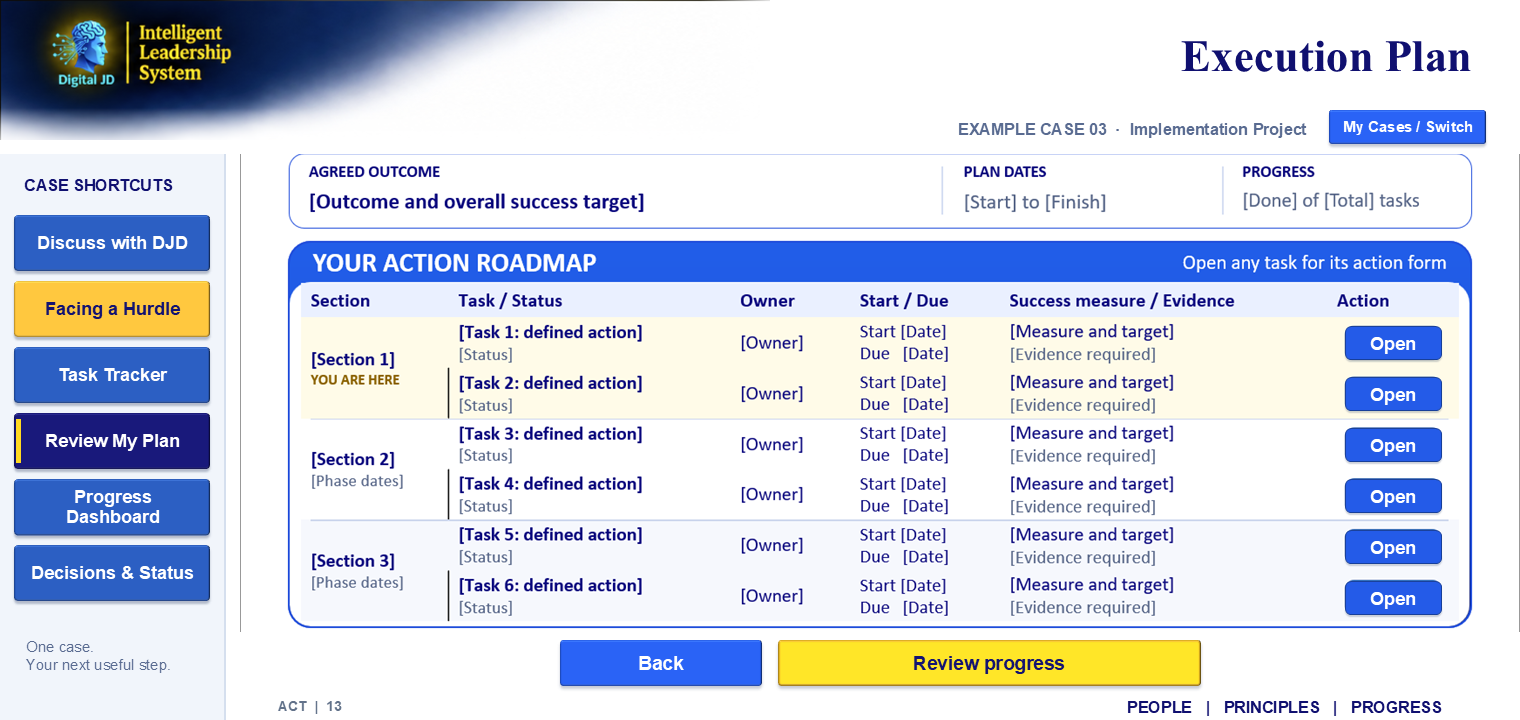 Intelligent
Leadership
System
Digital JD
Execution Plan
EXAMPLE CASE 03 · Implementation Project
My Cases / Switch
CASE SHORTCUTS
Discuss with DJD
Facing a Hurdle
Task Tracker
Review My Plan
Progress
Dashboard
Decisions & Status
One case.
Your next useful step.
AGREED OUTCOME
[Outcome and overall success target]
PLAN DATES
[Start] to [Finish]
PROGRESS
[Done] of [Total] tasks
YOUR ACTION ROADMAP
Open any task for its action form
Section Task / Status Owner Start / Due Success measure / Evidence Action
[Section 1]
YOU ARE HERE
[Task 1: defined action]
[Status]
[Owner]
Start [Date]
Due [Date]
[Measure and target]
[Evidence required]
Open
[Task 2: defined action]
[Status]
[Owner]
Start [Date]
Due [Date]
[Measure and target]
[Evidence required]
Open
[Section 2]
[Phase dates]
[Task 3: defined action]
[Status]
[Owner]
Start [Date]
Due [Date]
[Measure and target]
[Evidence required]
Open
[Task 4: defined action]
[Status]
[Owner]
Start [Date]
Due [Date]
[Measure and target]
[Evidence required]
Open
[Section 3]
[Phase dates]
[Task 5: defined action]
[Status]
[Owner]
Start [Date]
Due [Date]
[Measure and target]
[Evidence required]
Open
[Task 6: defined action]
[Status]
[Owner]
Start [Date]
Due [Date]
[Measure and target]
[Evidence required]
Open
Back
Review progress
ACT | 13
PEOPLE | PRINCIPLES | PROGRESS